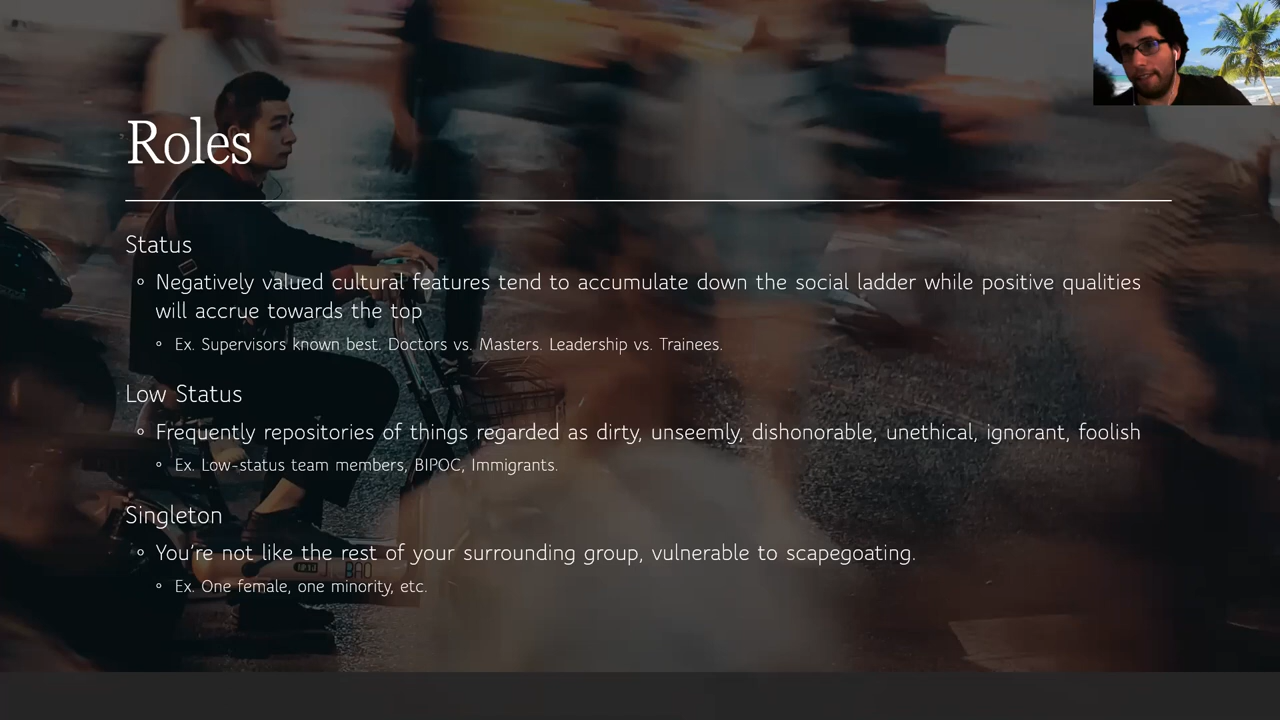 Roles
Status
Negatively valued cultural features tend to accumulate down the social ladder while positive qualities
will accrue towards the top
Ex. Supervisors known best. Doctors vs. Masters. Leadership vs. Trainees.
Low Status
Frequently repositories of things regarded as dirty, unseemly, dishonorable, unethical, ignorant, foolish
Ex. Low-status team members, BIPOC, Immigrants.
Singleton
You're not like the rest of your surrounding group, vulnerable to scapegoating.
Ex. One female, one minority, etc.